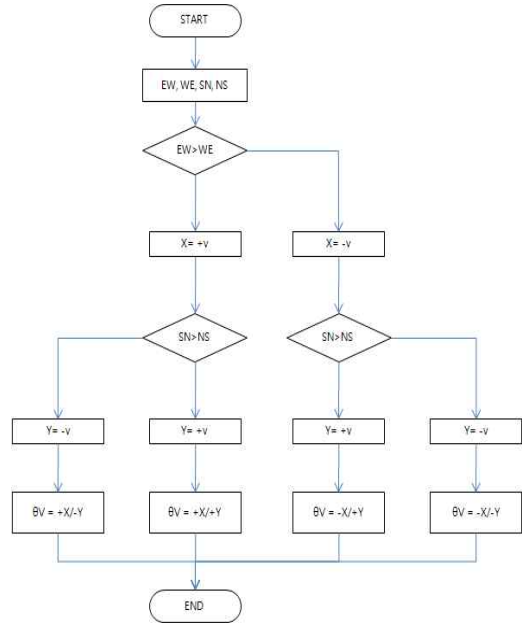 START
EW, WE, SN, NS
EW>WE
X= +v
X= -v
SN>NS
SN>NS
Y= -v
Y= +v
Y= +v
Y= -v
θV = +X/-Y
θV = +X/+Y
θV = -X/+Y
θV = -X/-Y
END